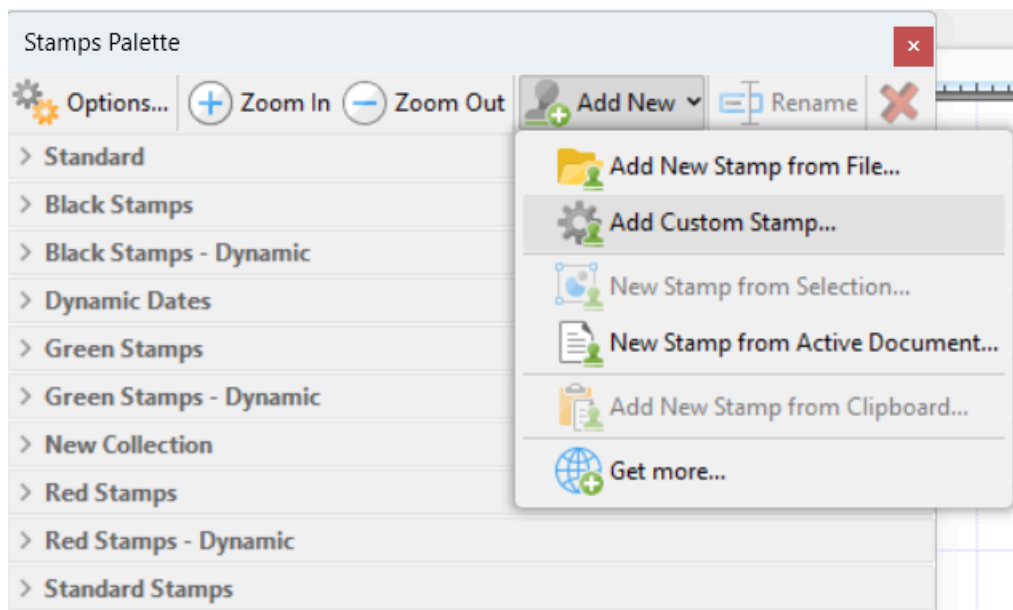 Stamps Palette
Options... Zoom In Zoom Out Add New Rename
Add New Stamp from File...
Add Custom Stamp...
New Stamp from Selection...
New Stamp from Active Document...
Add New Stamp from Clipboard...
Get more...
Standard
Black Stamps
Black Stamps - Dynamic
Dynamic Dates
Green Stamps
Green Stamps - Dynamic
New Collection
Red Stamps
Red Stamps - Dynamic
Standard Stamps